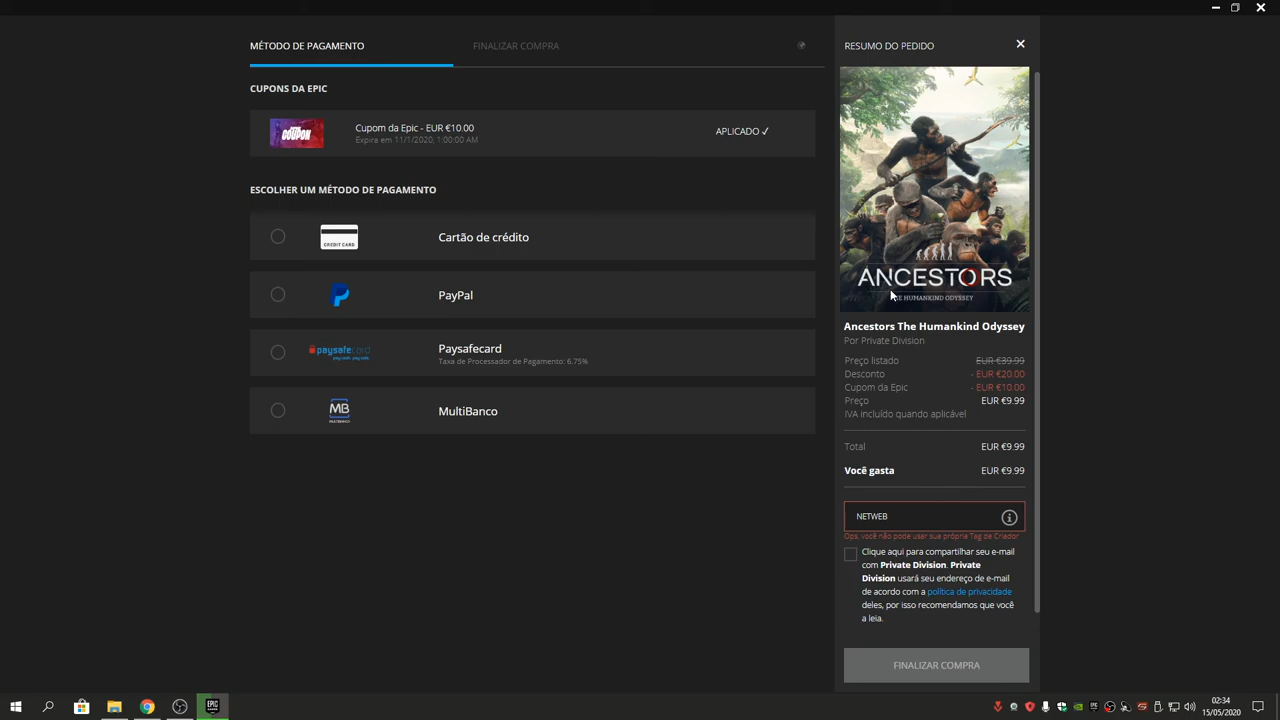 MÉTODO DE PAGAMENTO
FINALIZAR COMPRA
CUPONS DA EPIC
COUPON
Cupom da Epic - EUR €10.00
Expira em 11/1/2020, 1:00:00 AM
APLICADO ✓
ESCOLHER UM MÉTODO DE PAGAMENTO
CREDIT CARD
Cartão de crédito
PayPal
paysafecard
Paysafecard
Taxa de Processador de Pagamento: 6.75%
MB
MULTIBANCO
MultiBanco
RESUMO DO PEDIDO
ANCESTORS
THE HUMANKIND ODYSSEY
Ancestors The Humankind Odyssey
Por Private Division
Preço listado EUR €39.99
Desconto - EUR €20.00
Cupom da Epic - EUR €10.00
Preço EUR €9.99
IVA incluído quando aplicável
Total EUR €9.99
Você gasta EUR €9.99
NETWEB
Ops, você não pode usar sua própria Tag de Criador
Clique aqui para compartilhar seu e-mail
com Private Division. Private
Division usará seu endereço de e-mail
de acordo com a política de privacidade
deles, por isso recomendamos que você
a leia.
FINALIZAR COMPRA
EPIC
02:34
15/05/2020